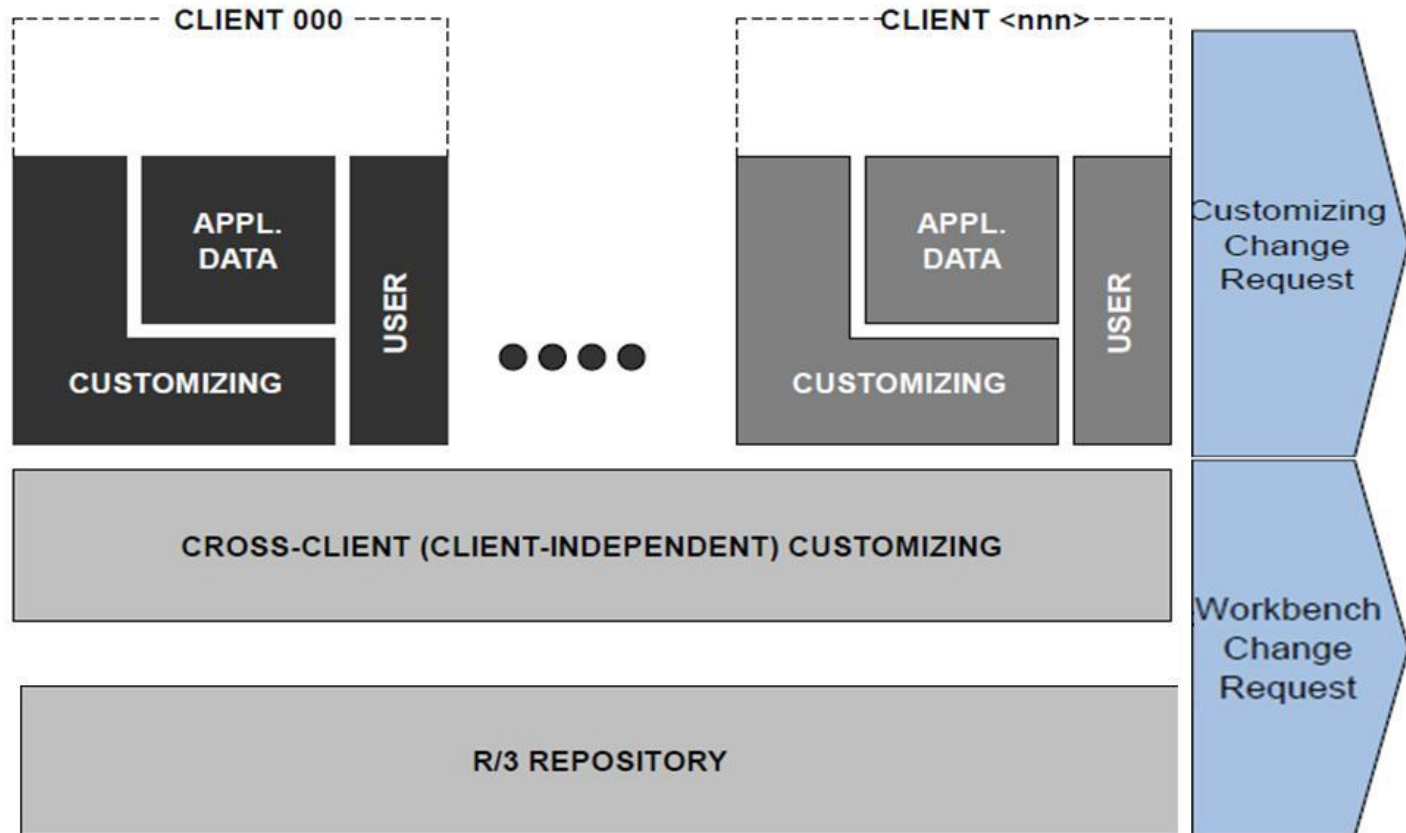 CLIENT 000
CLIENT <nnn>
APPL.
DATA
USER
CUSTOMIZING
APPL.
DATA
USER
CUSTOMIZING
Customizing
Change
Request
CROSS-CLIENT (CLIENT-INDEPENDENT) CUSTOMIZING
Workbench
Change
Request
R/3 REPOSITORY